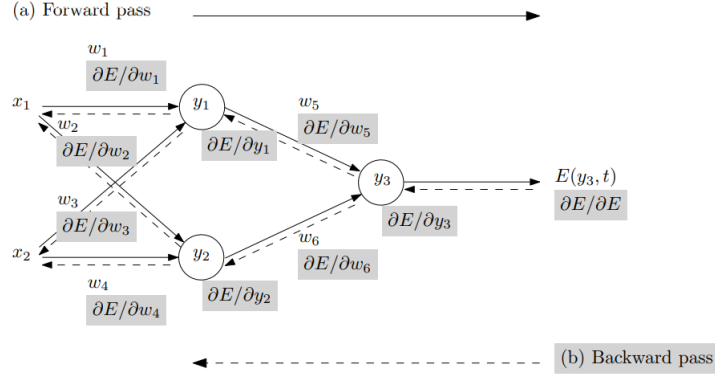 (a) Forward pass
w₁
∂E/∂w₁
x₁
y₁
w₂
∂E/∂w₂
w₅
∂E/∂w₅
∂E/∂y₁
y₃
E(y₃, t)
∂E/∂E
w₃
∂E/∂w₃
∂E/∂y₃
x₂
y₂
w₆
∂E/∂w₆
w₄
∂E/∂w₄
∂E/∂y₂
(b) Backward pass